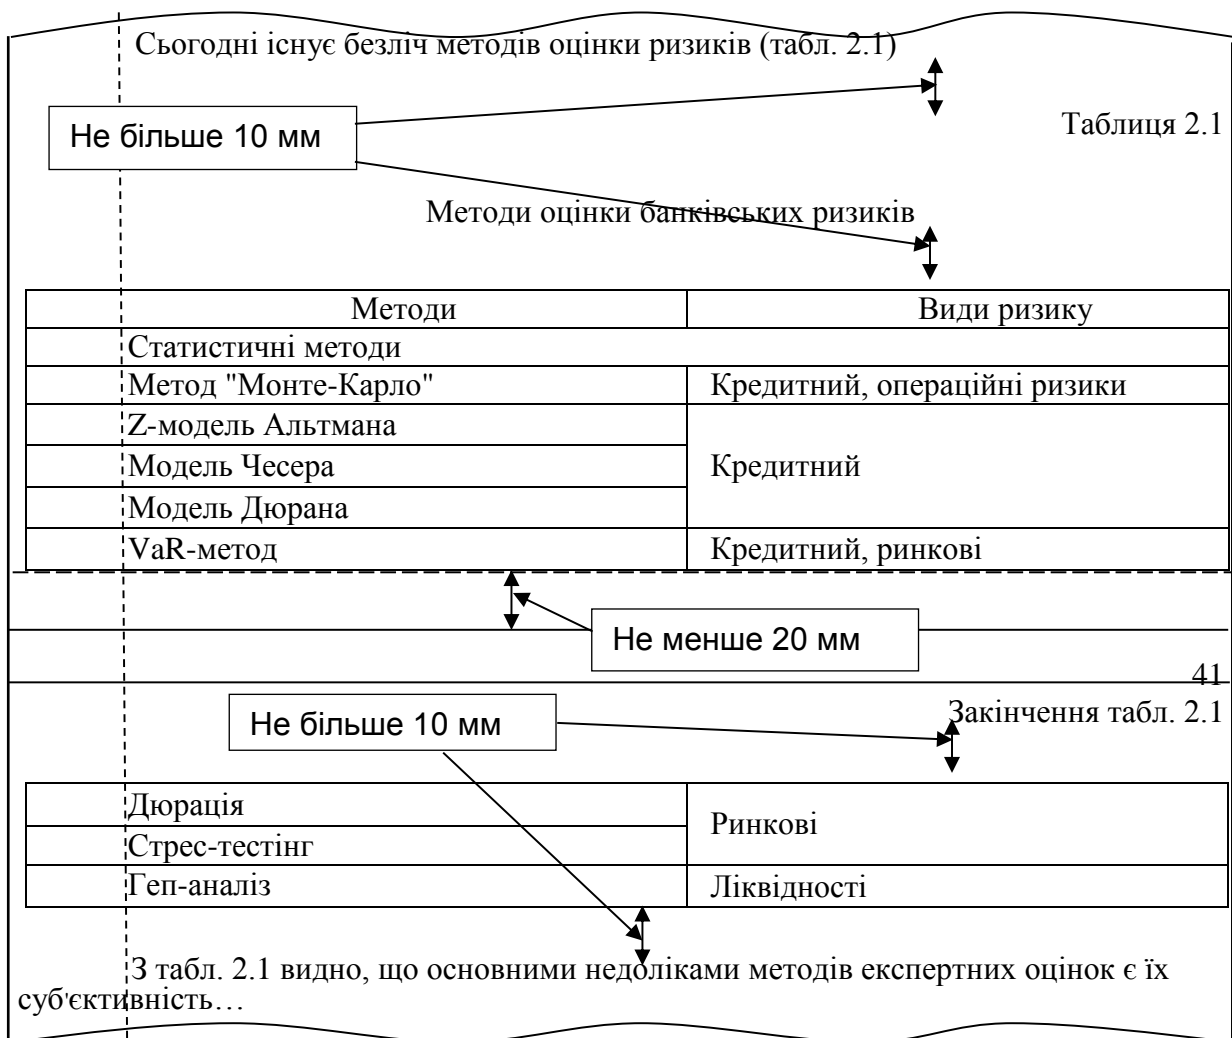 Сьогодні існує безліч методів оцінки ризиків (табл. 2.1)
Не більше 10 мм
Таблиця 2.1
Методи оцінки банківських ризиків
Методи Види ризику
Статистичні методи
Метод "Монте-Карло" Кредитний, операційні ризики
Z-модель Альтмана
Модель Чесера Кредитний
Модель Дюрана
VaR-метод Кредитний, ринкові
Не менше 20 мм
41
Закінчення табл. 2.1
Не більше 10 мм
Дюрація
Ринкові
Стрес-тестінг
Геп-аналіз Ліквідності
З табл. 2.1 видно, що основними недоліками методів експертних оцінок є їх
суб'єктивність…